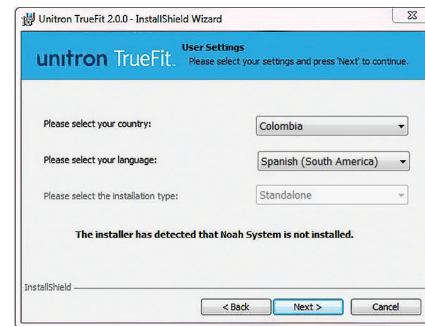 Unitron TrueFit 2.0.0 - InstallShield Wizard
unitron TrueFit.
User Settings
Please select your settings and press 'Next' to continue.
Please select your country:
Colombia
Please select your language:
Spanish (South America)
Please select the installation type:
Standalone
The installer has detected that Noah System is not installed.
InstallShield
< Back
Next >
Cancel